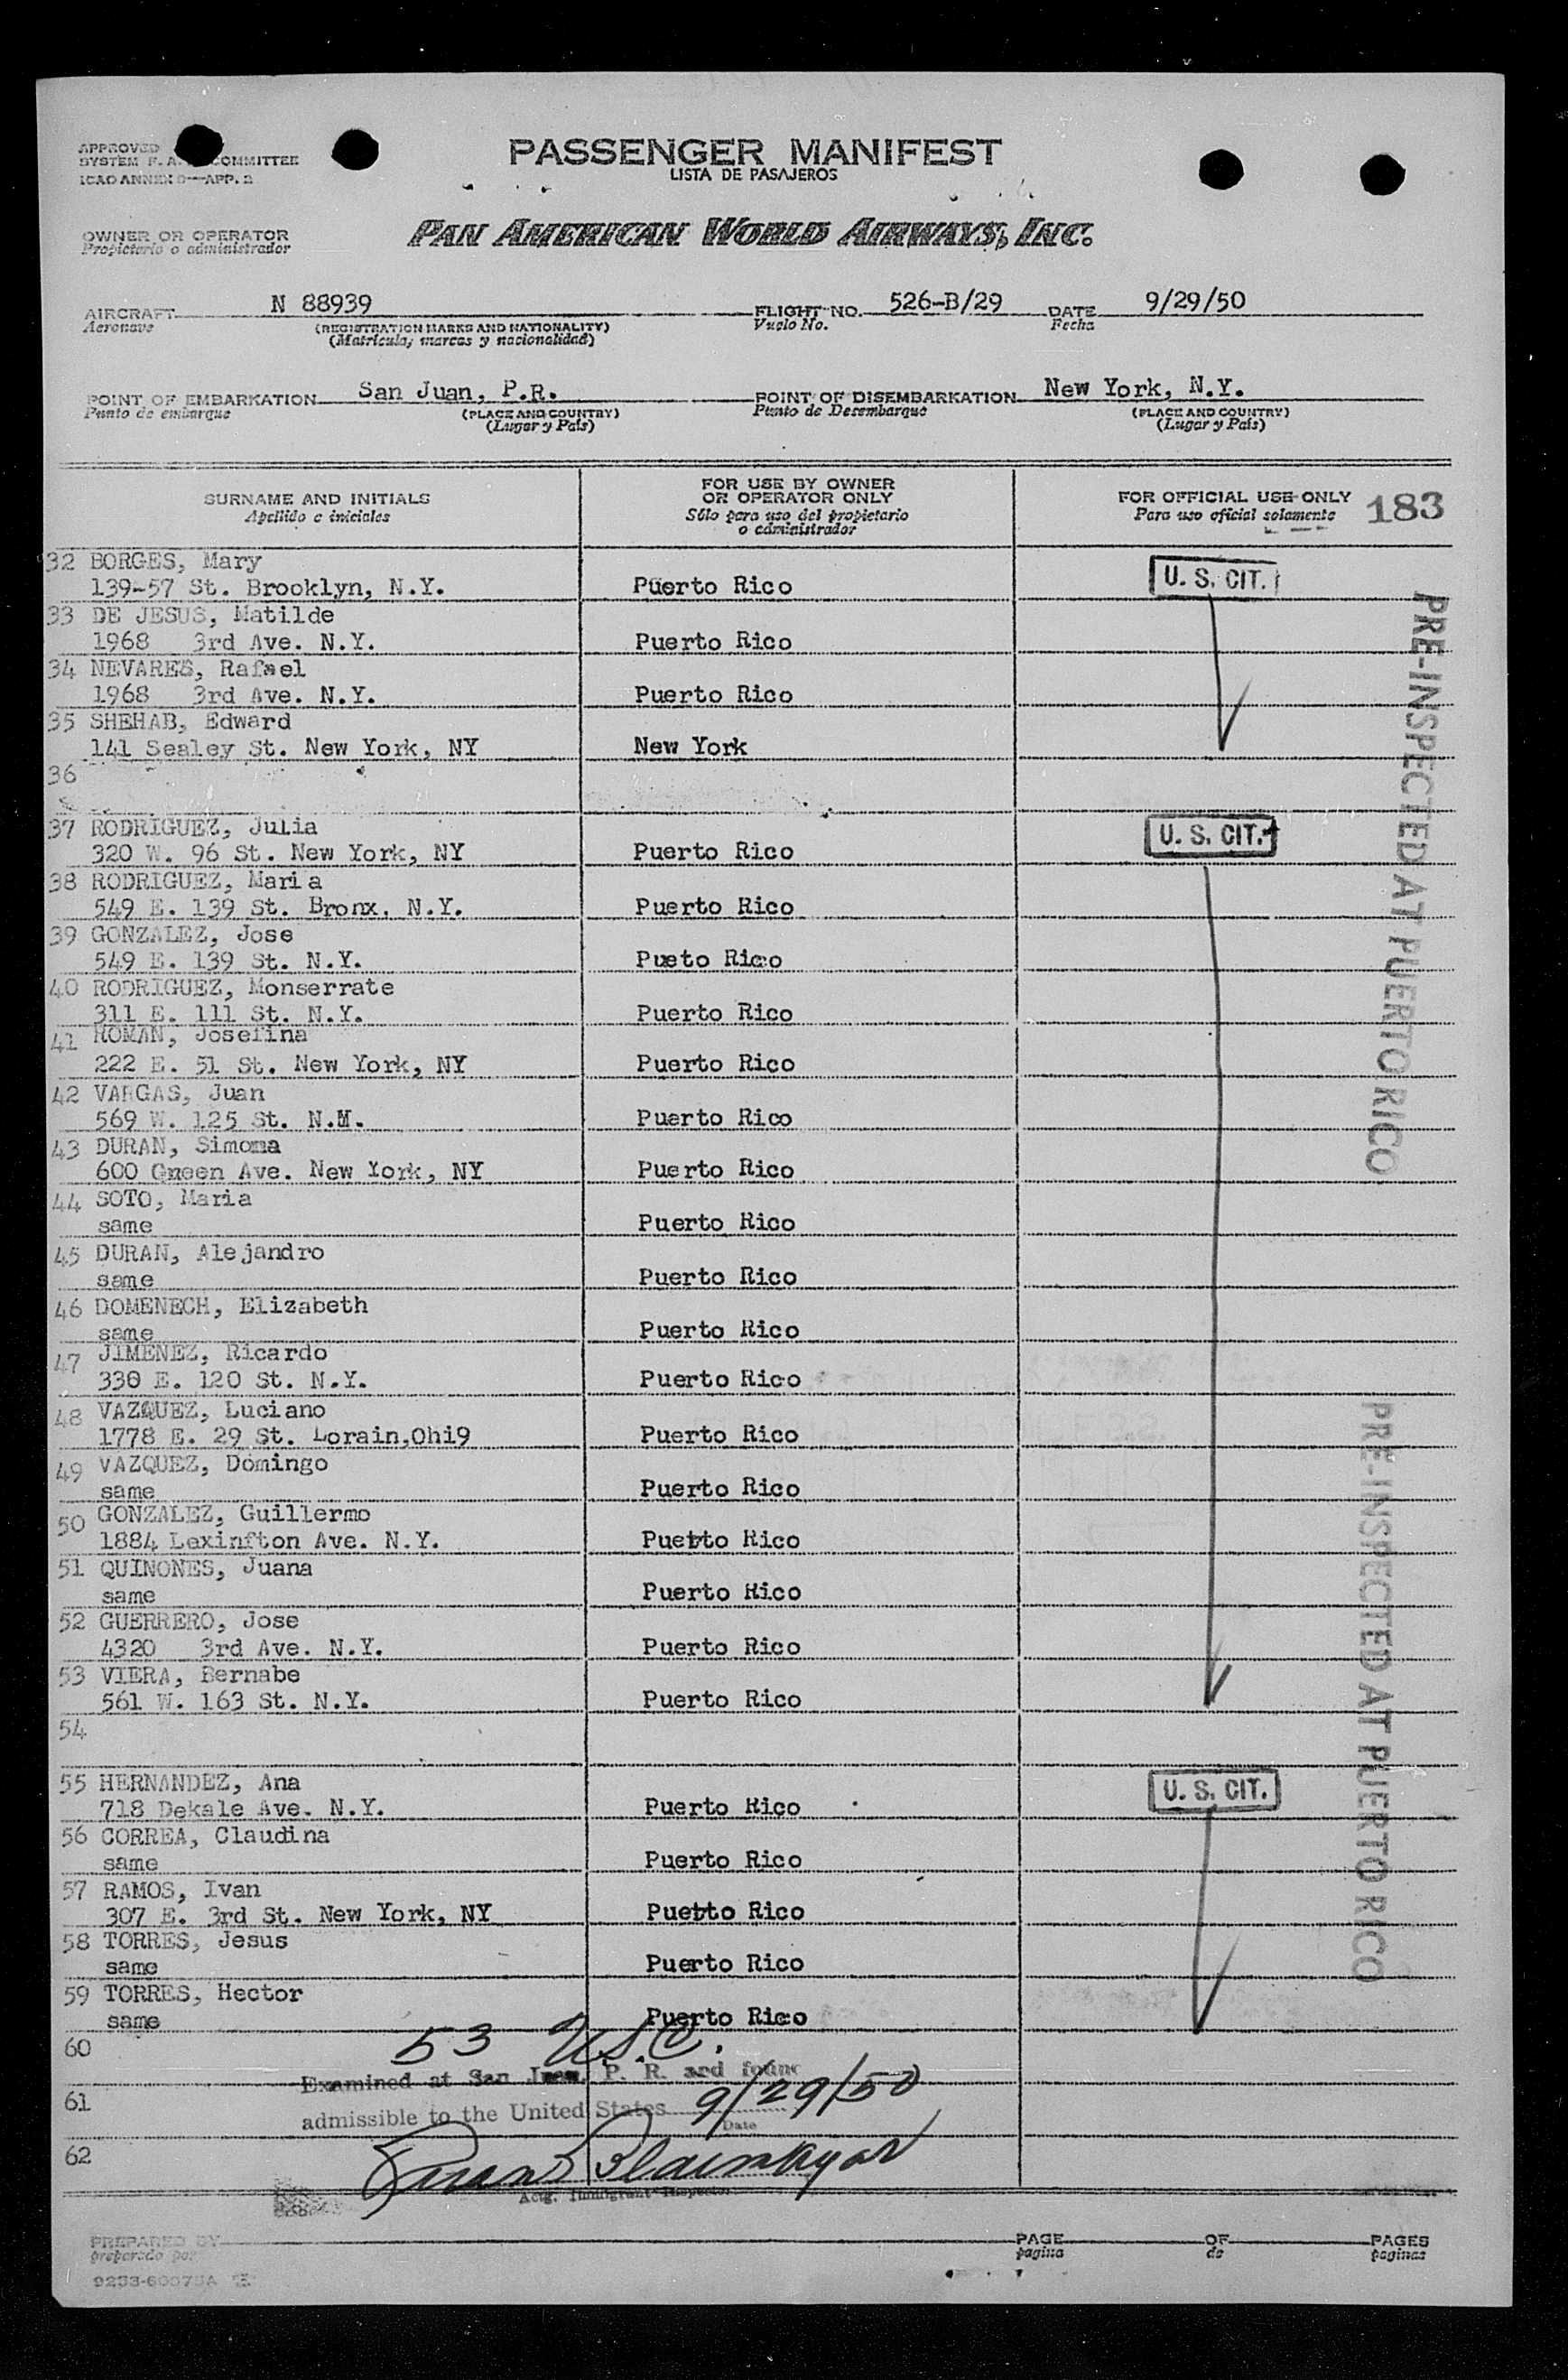 APPROVED
SYSTEM F. A. COMMITTEE
ICAO ANNEX 9—APP. 2
PASSENGER MANIFEST
LISTA DE PASAJEROS
OWNER OR OPERATOR
Propietario o administrador
PAN AMERICAN WORLD AIRWAYS, INC.
AIRCRAFT N 88939 FLIGHT NO. 526-B/29 DATE 9/29/50
Aeronave (REGISTRATION MARKS AND NATIONALITY) Vuelo No. Fecha
(Matrícula, marcas y nacionalidad)
POINT OF EMBARKATION San Juan, P.R. POINT OF DISEMBARKATION New York, N.Y.
Punto de embarque (PLACE AND COUNTRY) Punto de Desembarque (PLACE AND COUNTRY)
(Lugar y País) (Lugar y País)
SURNAME AND INITIALS
Apellido e iniciales
FOR USE BY OWNER
OR OPERATOR ONLY
Sólo para uso del propietario
o administrador
FOR OFFICIAL USE ONLY 183
Para uso oficial solamente
32 BORGES, Mary
139-57 St. Brooklyn, N.Y. Puerto Rico U. S. CIT.
33 DE JESUS, Matilde
1968 3rd Ave. N.Y. Puerto Rico
34 NEVARES, Rafael
1968 3rd Ave. N.Y. Puerto Rico
35 SHEHAB, Edward
141 Sealey St. New York, NY New York
36
37 RODRIGUEZ, Julia
320 W. 96 St. New York, NY Puerto Rico U. S. CIT.
38 RODRIGUEZ, Maria
549 E. 139 St. Bronx, N.Y. Puerto Rico
39 GONZALEZ, Jose
549 E. 139 St. N.Y. Pueto Rico
40 RODRIGUEZ, Monserrate
311 E. 111 St. N.Y. Puerto Rico
41 ROMAN, Josefina
222 E. 51 St. New York, NY Puerto Rico
42 VARGAS, Juan
569 W. 125 St. N.M. Puerto Rico
43 DURAN, Simona
600 Green Ave. New York, NY Puerto Rico
44 SOTO, Maria
same Puerto Rico
45 DURAN, Alejandro
same Puerto Rico
46 DOMENECH, Elizabeth
same Puerto Rico
47 JIMENEZ, Ricardo
330 E. 120 St. N.Y. Puerto Rico
48 VAZQUEZ, Luciano
1778 E. 29 St. Lorain,Ohi9 Puerto Rico
49 VAZQUEZ, Domingo
same Puerto Rico
50 GONZALEZ, Guillermo
1884 Lexinfton Ave. N.Y. Puetto Rico
51 QUINONES, Juana
same Puerto Rico
52 GUERRERO, Jose
4320 3rd Ave. N.Y. Puerto Rico
53 VIERA, Bernabe
561 W. 163 St. N.Y. Puerto Rico
54
55 HERNANDEZ, Ana
718 Dekale Ave. N.Y. Puerto Rico U. S. CIT.
56 CORREA, Claudina
same Puerto Rico
57 RAMOS, Ivan
307 E. 3rd St. New York, NY Puetto Rico
58 TORRES, Jesus
same Puerto Rico
59 TORRES, Hector
same Puerto Rico
60 53 U.S.C.
Examined at San Juan, P. R. and found
61 admissible to the United States 9/29/50
Date
62
Actg. Immigrant Inspector
PRE-INSPECTED AT PUERTO RICO
PRE-INSPECTED AT PUERTO RICO
PREPARED BY PAGE OF PAGES
preparado por pagina de paginas